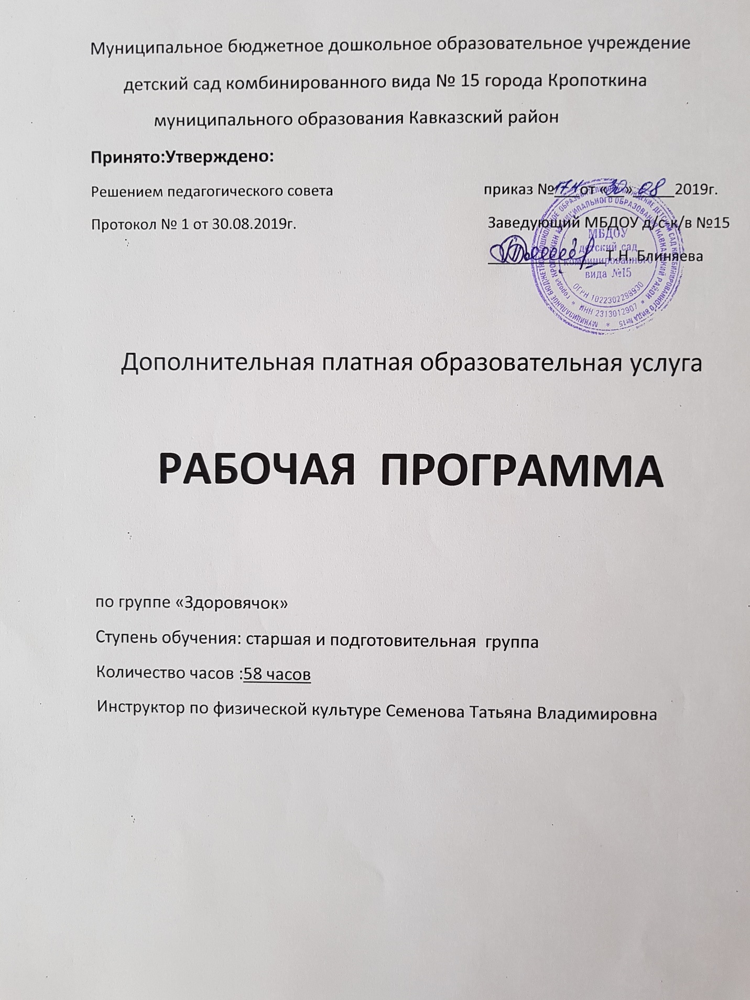 Муниципальное бюджетное дошкольное образовательное учреждение
детский сад комбинированного вида № 15 города Кропоткина
муниципального образования Кавказский район
Принято:Утверждено:
Решением педагогического совета приказ №174 от «30» 08 2019г.
Протокол № 1 от 30.08.2019г. Заведующий МБДОУ д/с-к/в №15
Т.Н. Блиняева
МБДОУ
детский сад
комбинированного
вида №15
ОГРН 1022302299930
* ИНН 2313012907 *
Дополнительная платная образовательная услуга
РАБОЧАЯ ПРОГРАММА
по группе «Здоровячок»
Ступень обучения: старшая и подготовительная группа
Количество часов :58 часов
Инструктор по физической культуре Семенова Татьяна Владимировна